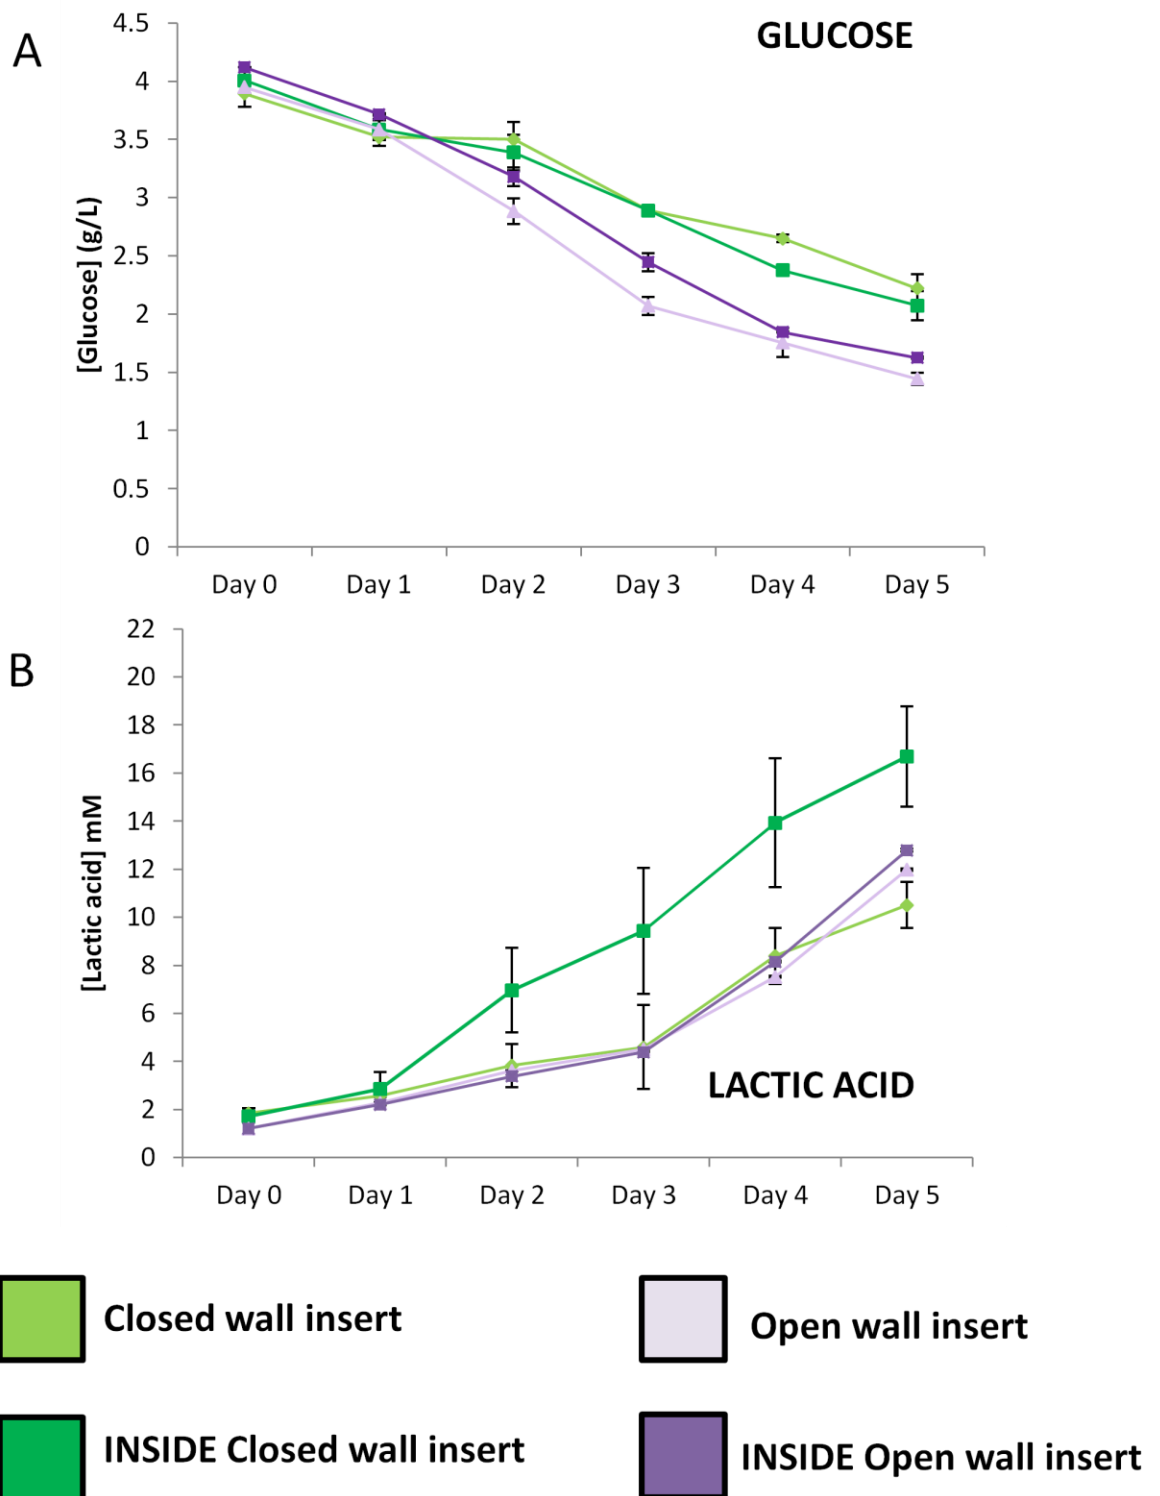 A
GLUCOSE
[Glucose] (g/L)
4.5
4
3.5
3
2.5
2
1.5
1
0.5
0
Day 0 Day 1 Day 2 Day 3 Day 4 Day 5
B
[Lactic acid] mM
22
20
18
16
14
12
10
8
6
4
2
0
LACTIC ACID
Day 0 Day 1 Day 2 Day 3 Day 4 Day 5
Closed wall insert
Open wall insert
INSIDE Closed wall insert
INSIDE Open wall insert